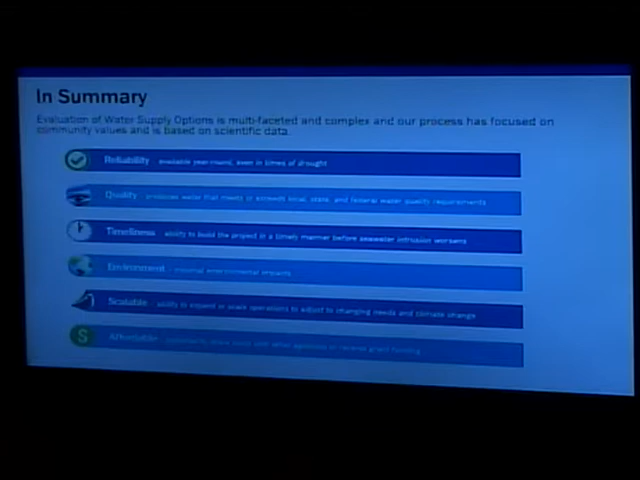 In Summary
Evaluation of Water Supply Options is multi-faceted and complex and our process has focused on
community values and is based on scientific data.
Reliability available year-round, even in times of drought
Quality produces water that meets or exceeds local, state, and federal water quality requirements
Timeliness ability to build the project in a timely manner before seawater intrusion worsens
Environment - minimal environmental impacts
Scalable ability to expand or scale operations to adjust to changing needs and climate change
Affordable